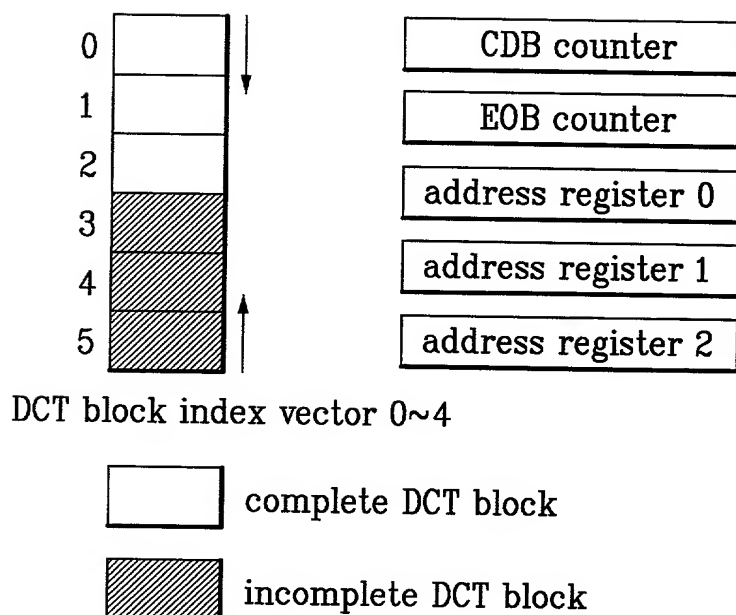 0
1
2
3
4
5
CDB counter
EOB counter
address register 0
address register 1
address register 2
DCT block index vector 0~4
complete DCT block
incomplete DCT block